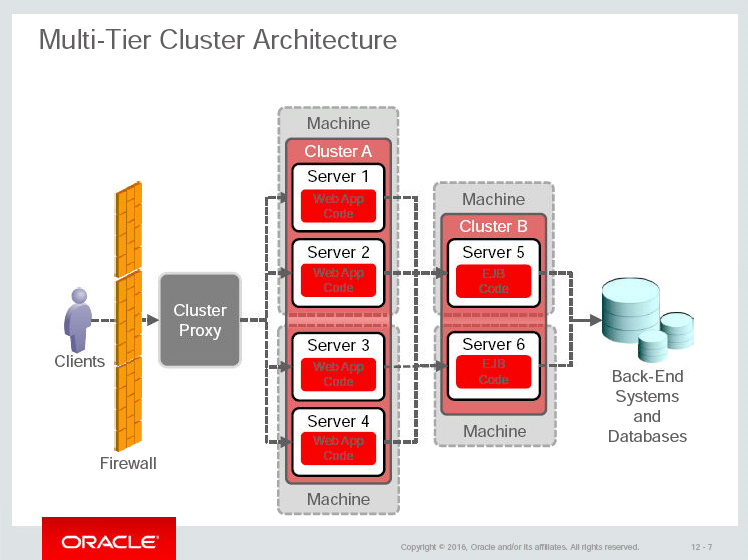 Multi-Tier Cluster Architecture
Machine
Cluster A
Server 1
Web App
Code
Server 2
Web App
Code
Server 3
Web App
Code
Server 4
Web App
Code
Machine
Machine
Cluster B
Server 5
EJB
Code
Server 6
EJB
Code
Machine
Cluster
Proxy
Clients
Firewall
Back-End
Systems
and
Databases
ORACLE
Copyright © 2016, Oracle and/or its affiliates. All rights reserved.
12 - 7